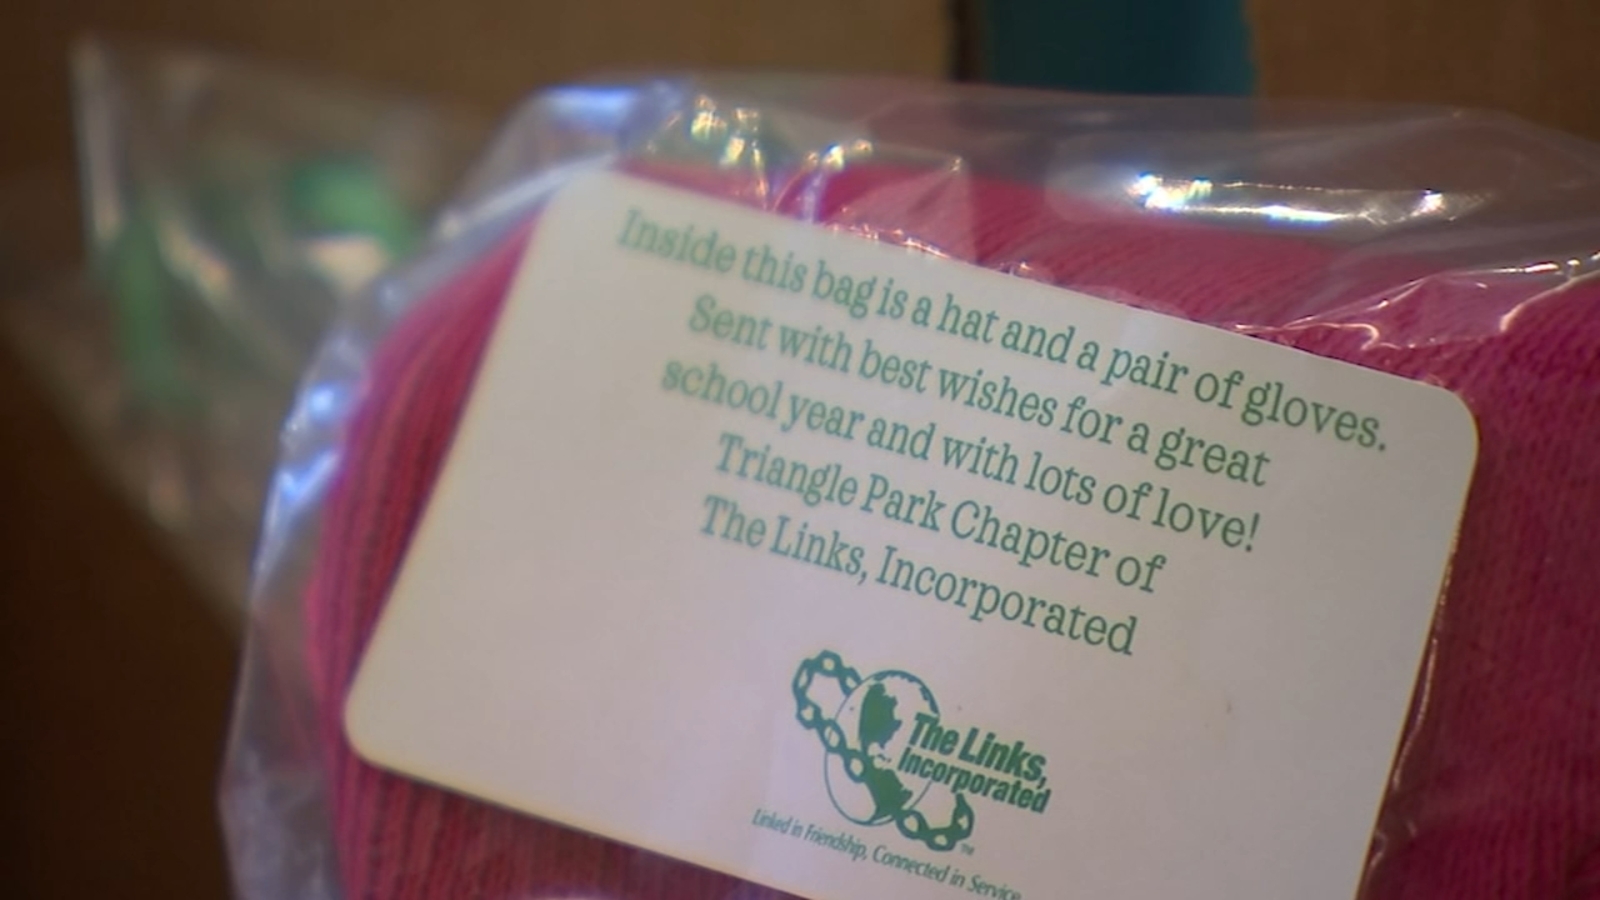 Inside this bag is a hat and a pair of gloves.
Sent with best wishes for a great
school year and with lots of love!
Triangle Park Chapter of
The Links, Incorporated
The Links,
Incorporated
Linked in Friendship, Connected in Service
TM